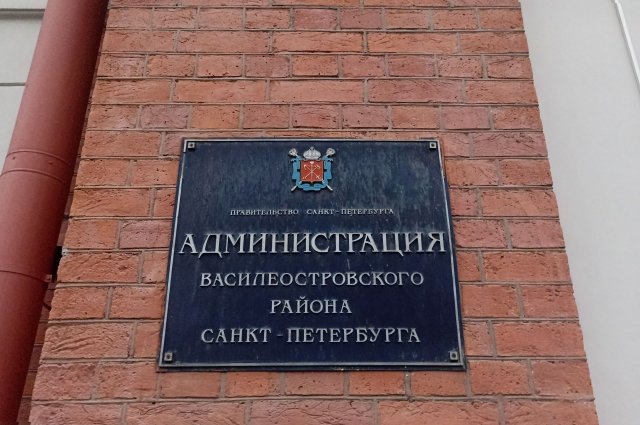 ПРАВИТЕЛЬСТВО САНКТ-ПЕТЕРБУРГА
АДМИНИСТРАЦИЯ
ВАСИЛЕОСТРОВСКОГО
РАЙОНА
САНКТ-ПЕТЕРБУРГА